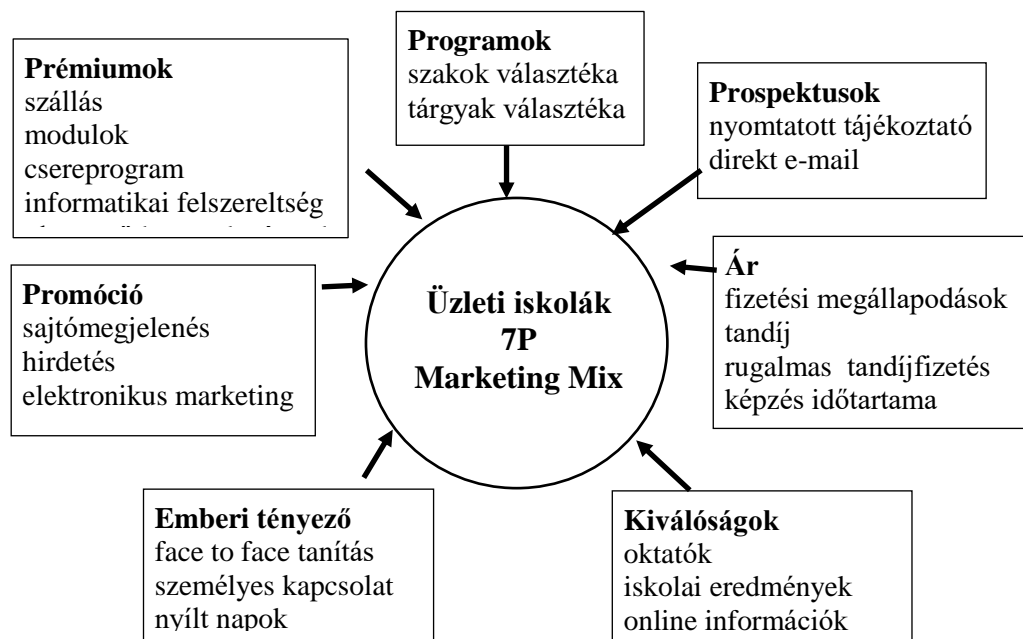 Prémiumok
szállás
modulok
csereprogram
informatikai felszereltség
Programok
szakok választéka
tárgyak választéka
Prospektusok
nyomtatott tájékoztató
direkt e-mail
Promóció
sajtómegjelenés
hirdetés
elektronikus marketing
Üzleti iskolák
7P
Marketing Mix
Ár
fizetési megállapodások
tandíj
rugalmas tandíjfizetés
képzés időtartama
Emberi tényező
face to face tanítás
személyes kapcsolat
nyílt napok
Kiválóságok
oktatók
iskolai eredmények
online információk